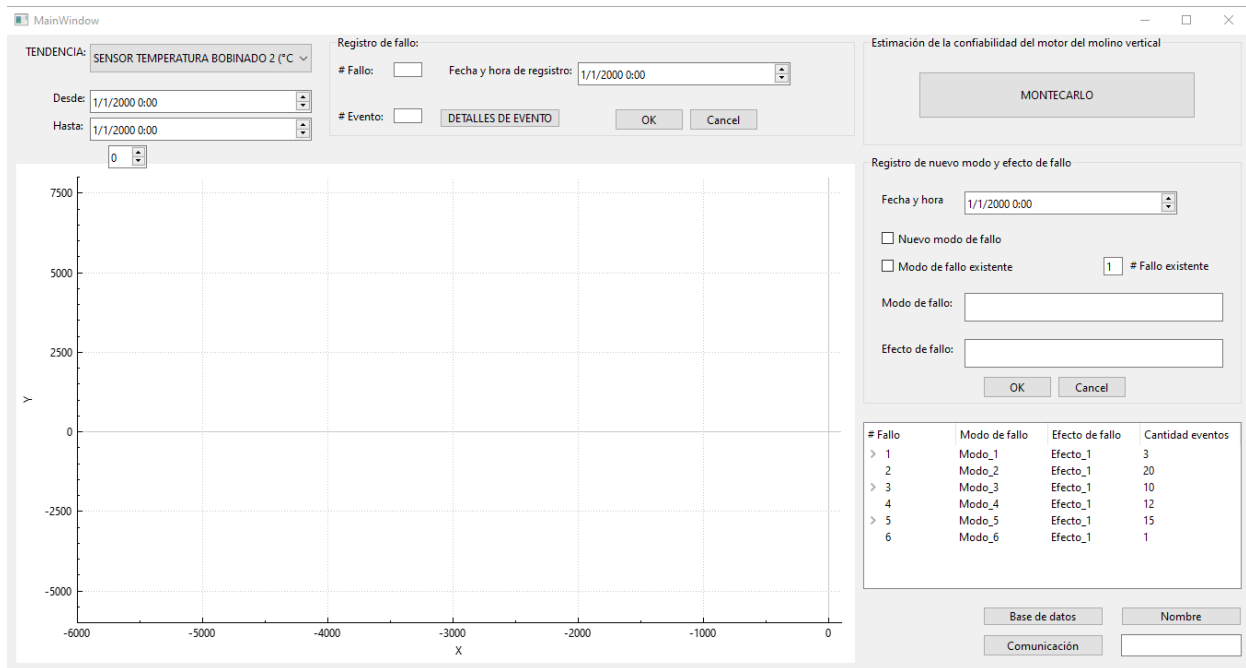 MainWindow
TENDENCIA:
SENSOR TEMPERATURA BOBINADO 2 (°C
Desde:
1/1/2000 0:00
Hasta:
1/1/2000 0:00
0
Registro de fallo:
# Fallo:
Fecha y hora de regsistro:
1/1/2000 0:00
# Evento:
DETALLES DE EVENTO
OK
Cancel
Estimación de la confiabilidad del motor del molino vertical
MONTECARLO
Registro de nuevo modo y efecto de fallo
Fecha y hora
1/1/2000 0:00
Nuevo modo de fallo
Modo de fallo existente
1
# Fallo existente
Modo de fallo:
Efecto de fallo:
OK
Cancel
7500
5000
2500
0
-2500
-5000
Y
-6000 -5000 -4000 -3000 -2000 -1000 0
X
# Fallo Modo de fallo Efecto de fallo Cantidad eventos
> 1 Modo_1 Efecto_1 3
2 Modo_2 Efecto_1 20
> 3 Modo_3 Efecto_1 10
4 Modo_4 Efecto_1 12
> 5 Modo_5 Efecto_1 15
6 Modo_6 Efecto_1 1
Base de datos
Nombre
Comunicación